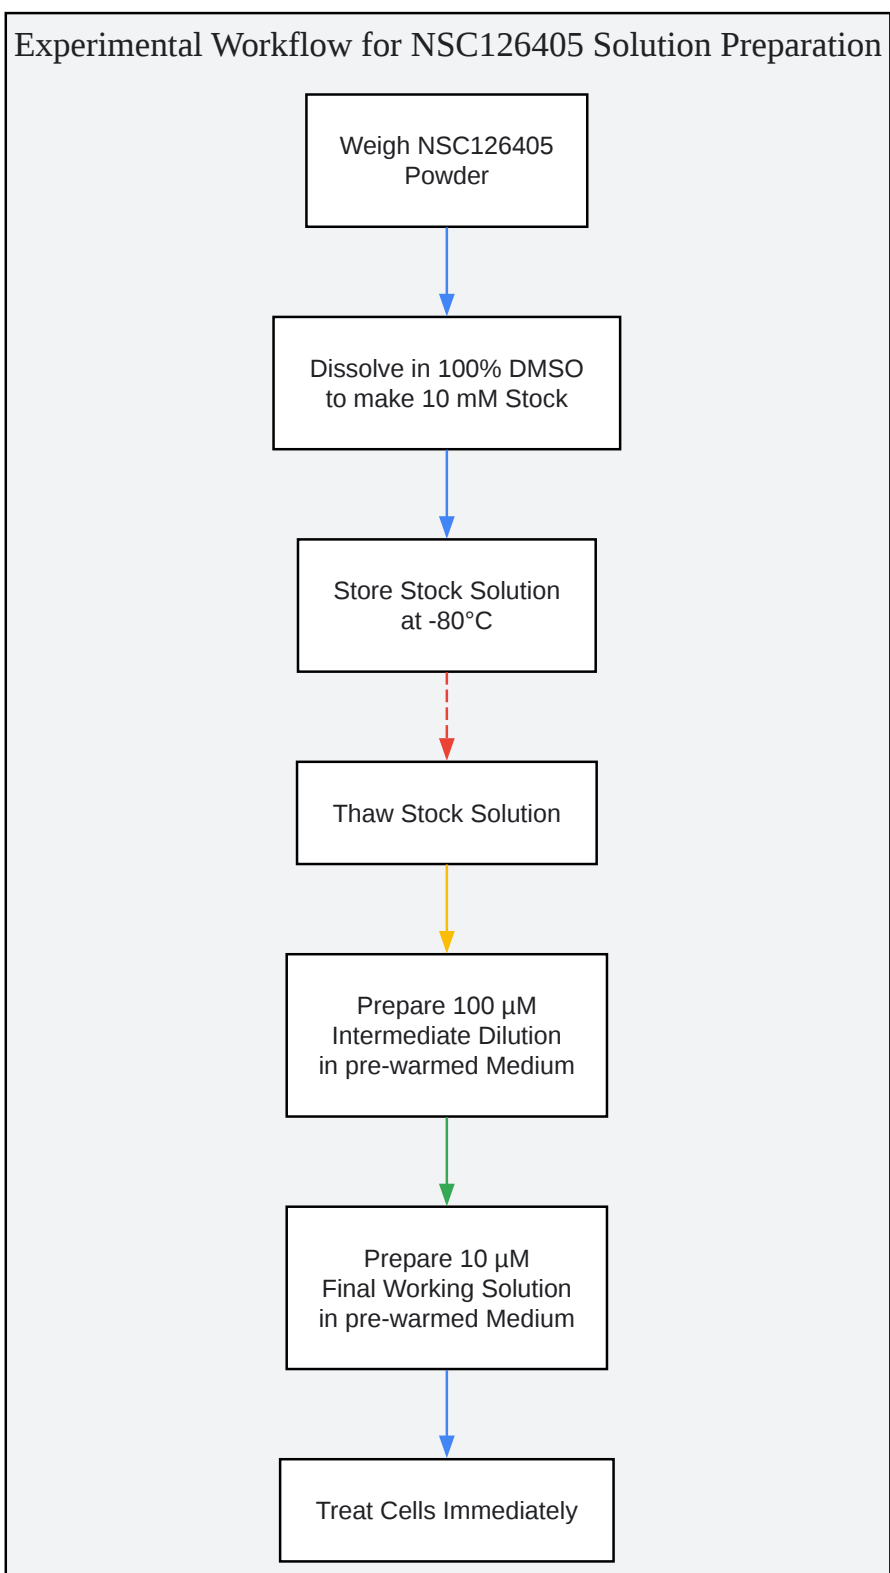 Experimental Workflow for NSC126405 Solution Preparation
Weigh NSC126405
Powder
Dissolve in 100% DMSO
to make 10 mM Stock
Store Stock Solution
at -80°C
Thaw Stock Solution
Prepare 100 µM
Intermediate Dilution
in pre-warmed Medium
Prepare 10 µM
Final Working Solution
in pre-warmed Medium
Treat Cells Immediately